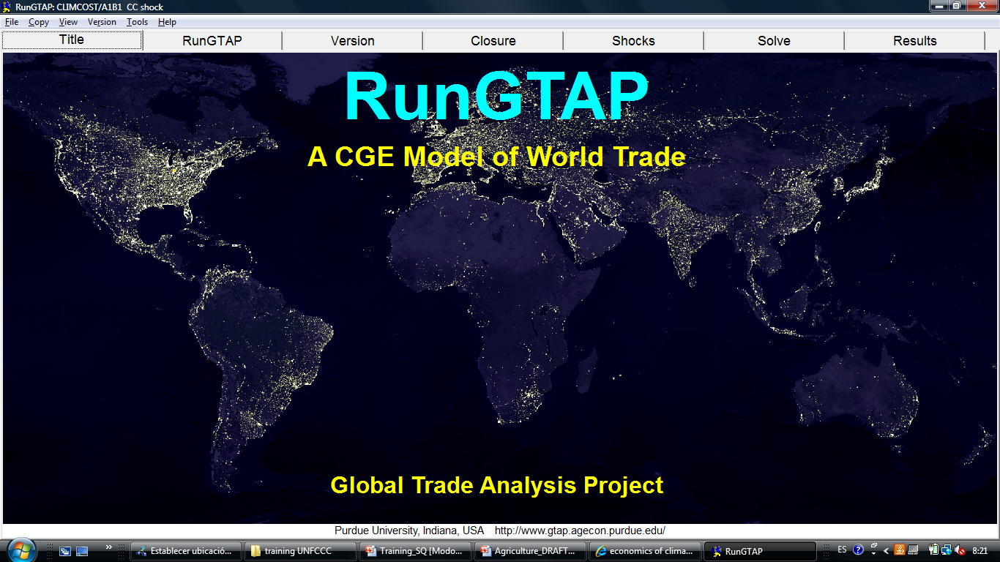 RunGTAP: CLIMCOST/A1B1 CC shock
File Copy View Version Tools Help
Title RunGTAP Version Closure Shocks Solve Results
RunGTAP
A CGE Model of World Trade
Global Trade Analysis Project
Purdue University, Indiana, USA http://www.gtap.agecon.purdue.edu/
» Establecer ubicació... training UNFCCC Training_SQ [Modo... Agriculture_DRAFT... economics of clima... RunGTAP ES 8:21